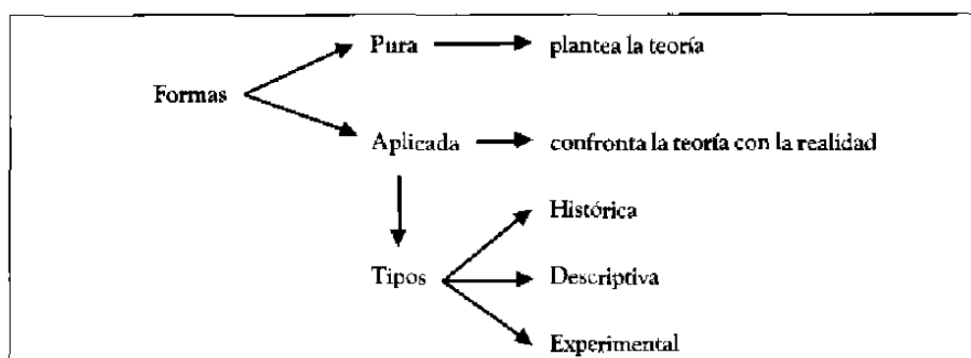 Pura
plantea la teoría
Formas
Aplicada
confronta la teoría con la realidad
Histórica
Tipos
Descriptiva
Experimental